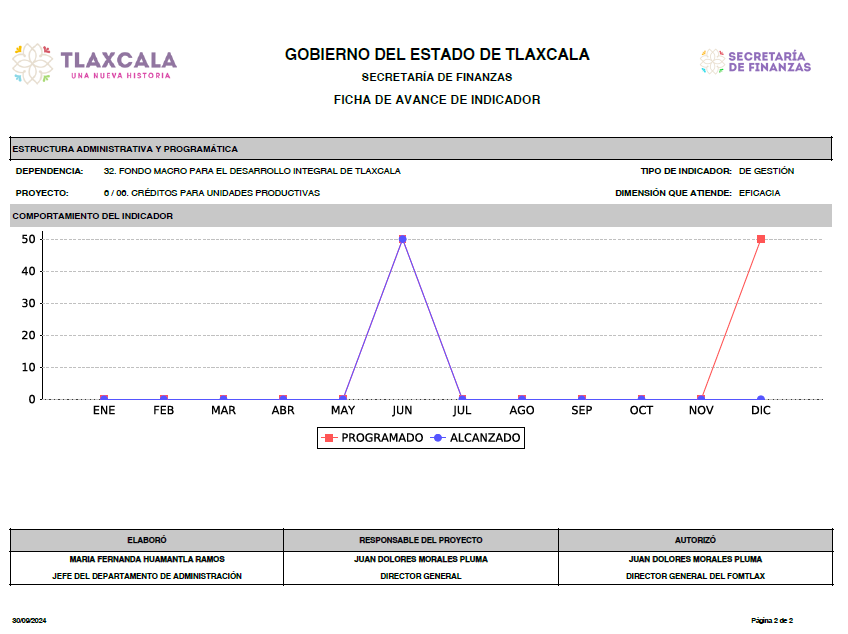 TLAXCALA
UNA NUEVA HISTORIA
GOBIERNO DEL ESTADO DE TLAXCALA
SECRETARÍA DE FINANZAS
FICHA DE AVANCE DE INDICADOR
SECRETARÍA
DE FINANZAS
ESTRUCTURA ADMINISTRATIVA Y PROGRAMÁTICA
DEPENDENCIA: 32. FONDO MACRO PARA EL DESARROLLO INTEGRAL DE TLAXCALA TIPO DE INDICADOR: DE GESTIÓN
PROYECTO: 6 / 06. CRÉDITOS PARA UNIDADES PRODUCTIVAS DIMENSIÓN QUE ATIENDE: EFICACIA
COMPORTAMIENTO DEL INDICADOR
50
40
30
20
10
0
ENE FEB MAR ABR MAY JUN JUL AGO SEP OCT NOV DIC
PROGRAMADO ALCANZADO
ELABORÓ RESPONSABLE DEL PROYECTO AUTORIZÓ
MARIA FERNANDA HUAMANTLA RAMOS JUAN DOLORES MORALES PLUMA JUAN DOLORES MORALES PLUMA
JEFE DEL DEPARTAMENTO DE ADMINISTRACIÓN DIRECTOR GENERAL DIRECTOR GENERAL DEL FOMTLAX
30/09/2024 Página 2 de 2